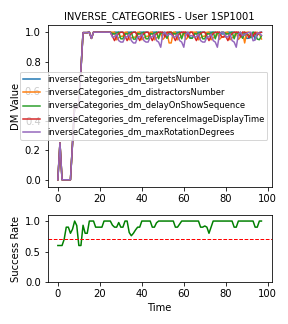 INVERSE_CATEGORIES - User 1SP1001
1.0
0.8
0.6
0.4
0.2
0.0
DM Value
inverseCategories_dm_targetsNumber
inverseCategories_dm_distractorsNumber
inverseCategories_dm_delayOnShowSequence
inverseCategories_dm_referenceImageDisplayTime
inverseCategories_dm_maxRotationDegrees
0 20 40 60 80 100
1.0
0.5
0.0
Success Rate
0 20 40 60 80 100
Time